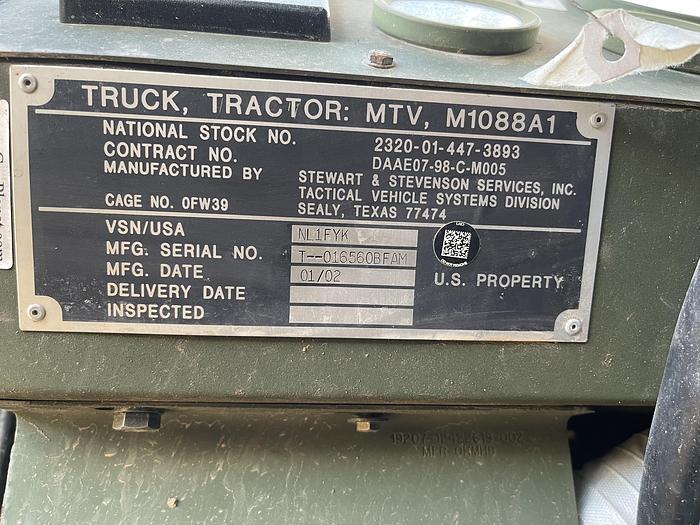 TRUCK, TRACTOR: MTV, M1088A1
NATIONAL STOCK NO. 2320-01-447-3893
CONTRACT NO. DAAE07-98-C-M005
MANUFACTURED BY STEWART & STEVENSON SERVICES, INC.
TACTICAL VEHICLE SYSTEMS DIVISION
CAGE NO. 0FW39 SEALY, TEXAS 77474
VSN/USA NL1FYK
MFG. SERIAL NO. T--016560BFAM
MFG. DATE 01/02
U.S. PROPERTY
DELIVERY DATE
INSPECTED